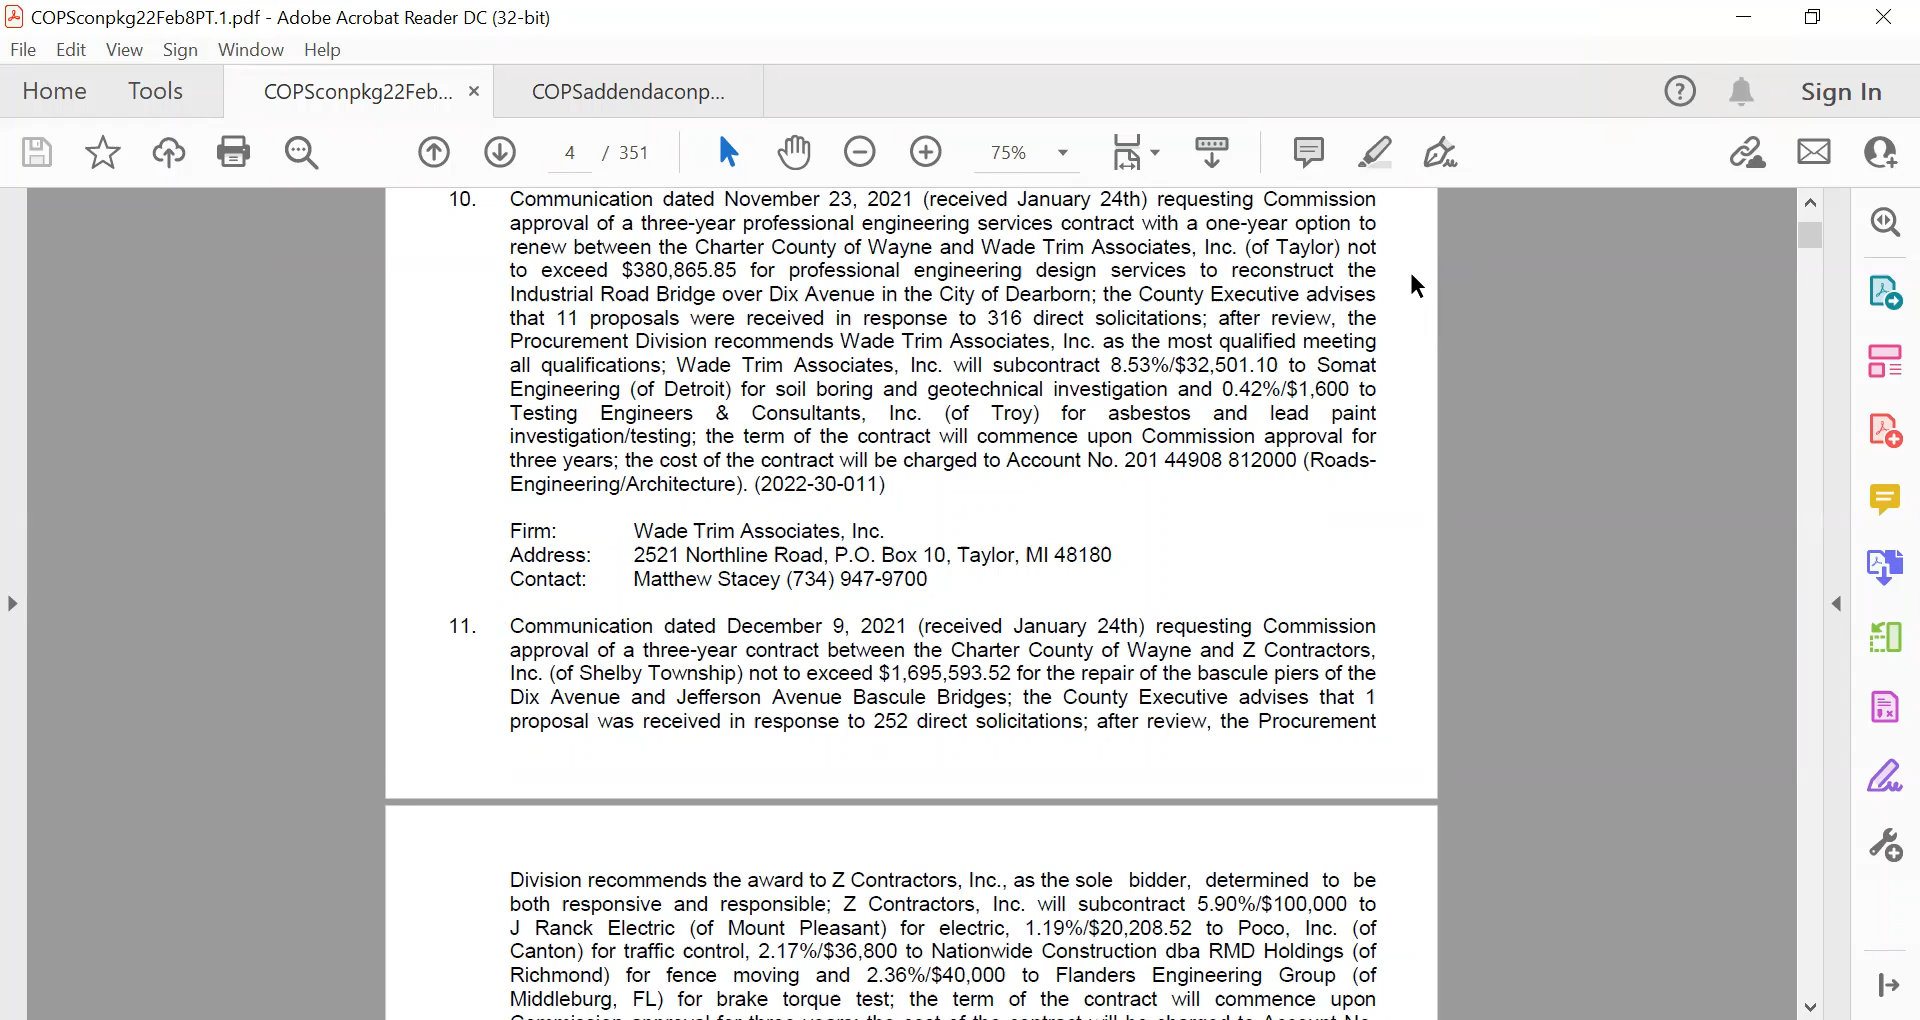 COPSconpkg22Feb8PT.1.pdf - Adobe Acrobat Reader DC (32-bit)
File Edit View Sign Window Help
Home Tools COPSconpkg22Feb... × COPSaddendaconp... Sign In
4 / 351 75%
10. Communication dated November 23, 2021 (received January 24th) requesting Commission
approval of a three-year professional engineering services contract with a one-year option to
renew between the Charter County of Wayne and Wade Trim Associates, Inc. (of Taylor) not
to exceed $380,865.85 for professional engineering design services to reconstruct the
Industrial Road Bridge over Dix Avenue in the City of Dearborn; the County Executive advises
that 11 proposals were received in response to 316 direct solicitations; after review, the
Procurement Division recommends Wade Trim Associates, Inc. as the most qualified meeting
all qualifications; Wade Trim Associates, Inc. will subcontract 8.53%/$32,501.10 to Somat
Engineering (of Detroit) for soil boring and geotechnical investigation and 0.42%/$1,600 to
Testing Engineers & Consultants, Inc. (of Troy) for asbestos and lead paint
investigation/testing; the term of the contract will commence upon Commission approval for
three years; the cost of the contract will be charged to Account No. 201 44908 812000 (Roads-
Engineering/Architecture). (2022-30-011)
Firm: Wade Trim Associates, Inc.
Address: 2521 Northline Road, P.O. Box 10, Taylor, MI 48180
Contact: Matthew Stacey (734) 947-9700
11. Communication dated December 9, 2021 (received January 24th) requesting Commission
approval of a three-year contract between the Charter County of Wayne and Z Contractors,
Inc. (of Shelby Township) not to exceed $1,695,593.52 for the repair of the bascule piers of the
Dix Avenue and Jefferson Avenue Bascule Bridges; the County Executive advises that 1
proposal was received in response to 252 direct solicitations; after review, the Procurement
Division recommends the award to Z Contractors, Inc., as the sole bidder, determined to be
both responsive and responsible; Z Contractors, Inc. will subcontract 5.90%/$100,000 to
J Ranck Electric (of Mount Pleasant) for electric, 1.19%/$20,208.52 to Poco, Inc. (of
Canton) for traffic control, 2.17%/$36,800 to Nationwide Construction dba RMD Holdings (of
Richmond) for fence moving and 2.36%/$40,000 to Flanders Engineering Group (of
Middleburg, FL) for brake torque test; the term of the contract will commence upon
Commission approval for three years; the cost of the contract will be charged to Account No.